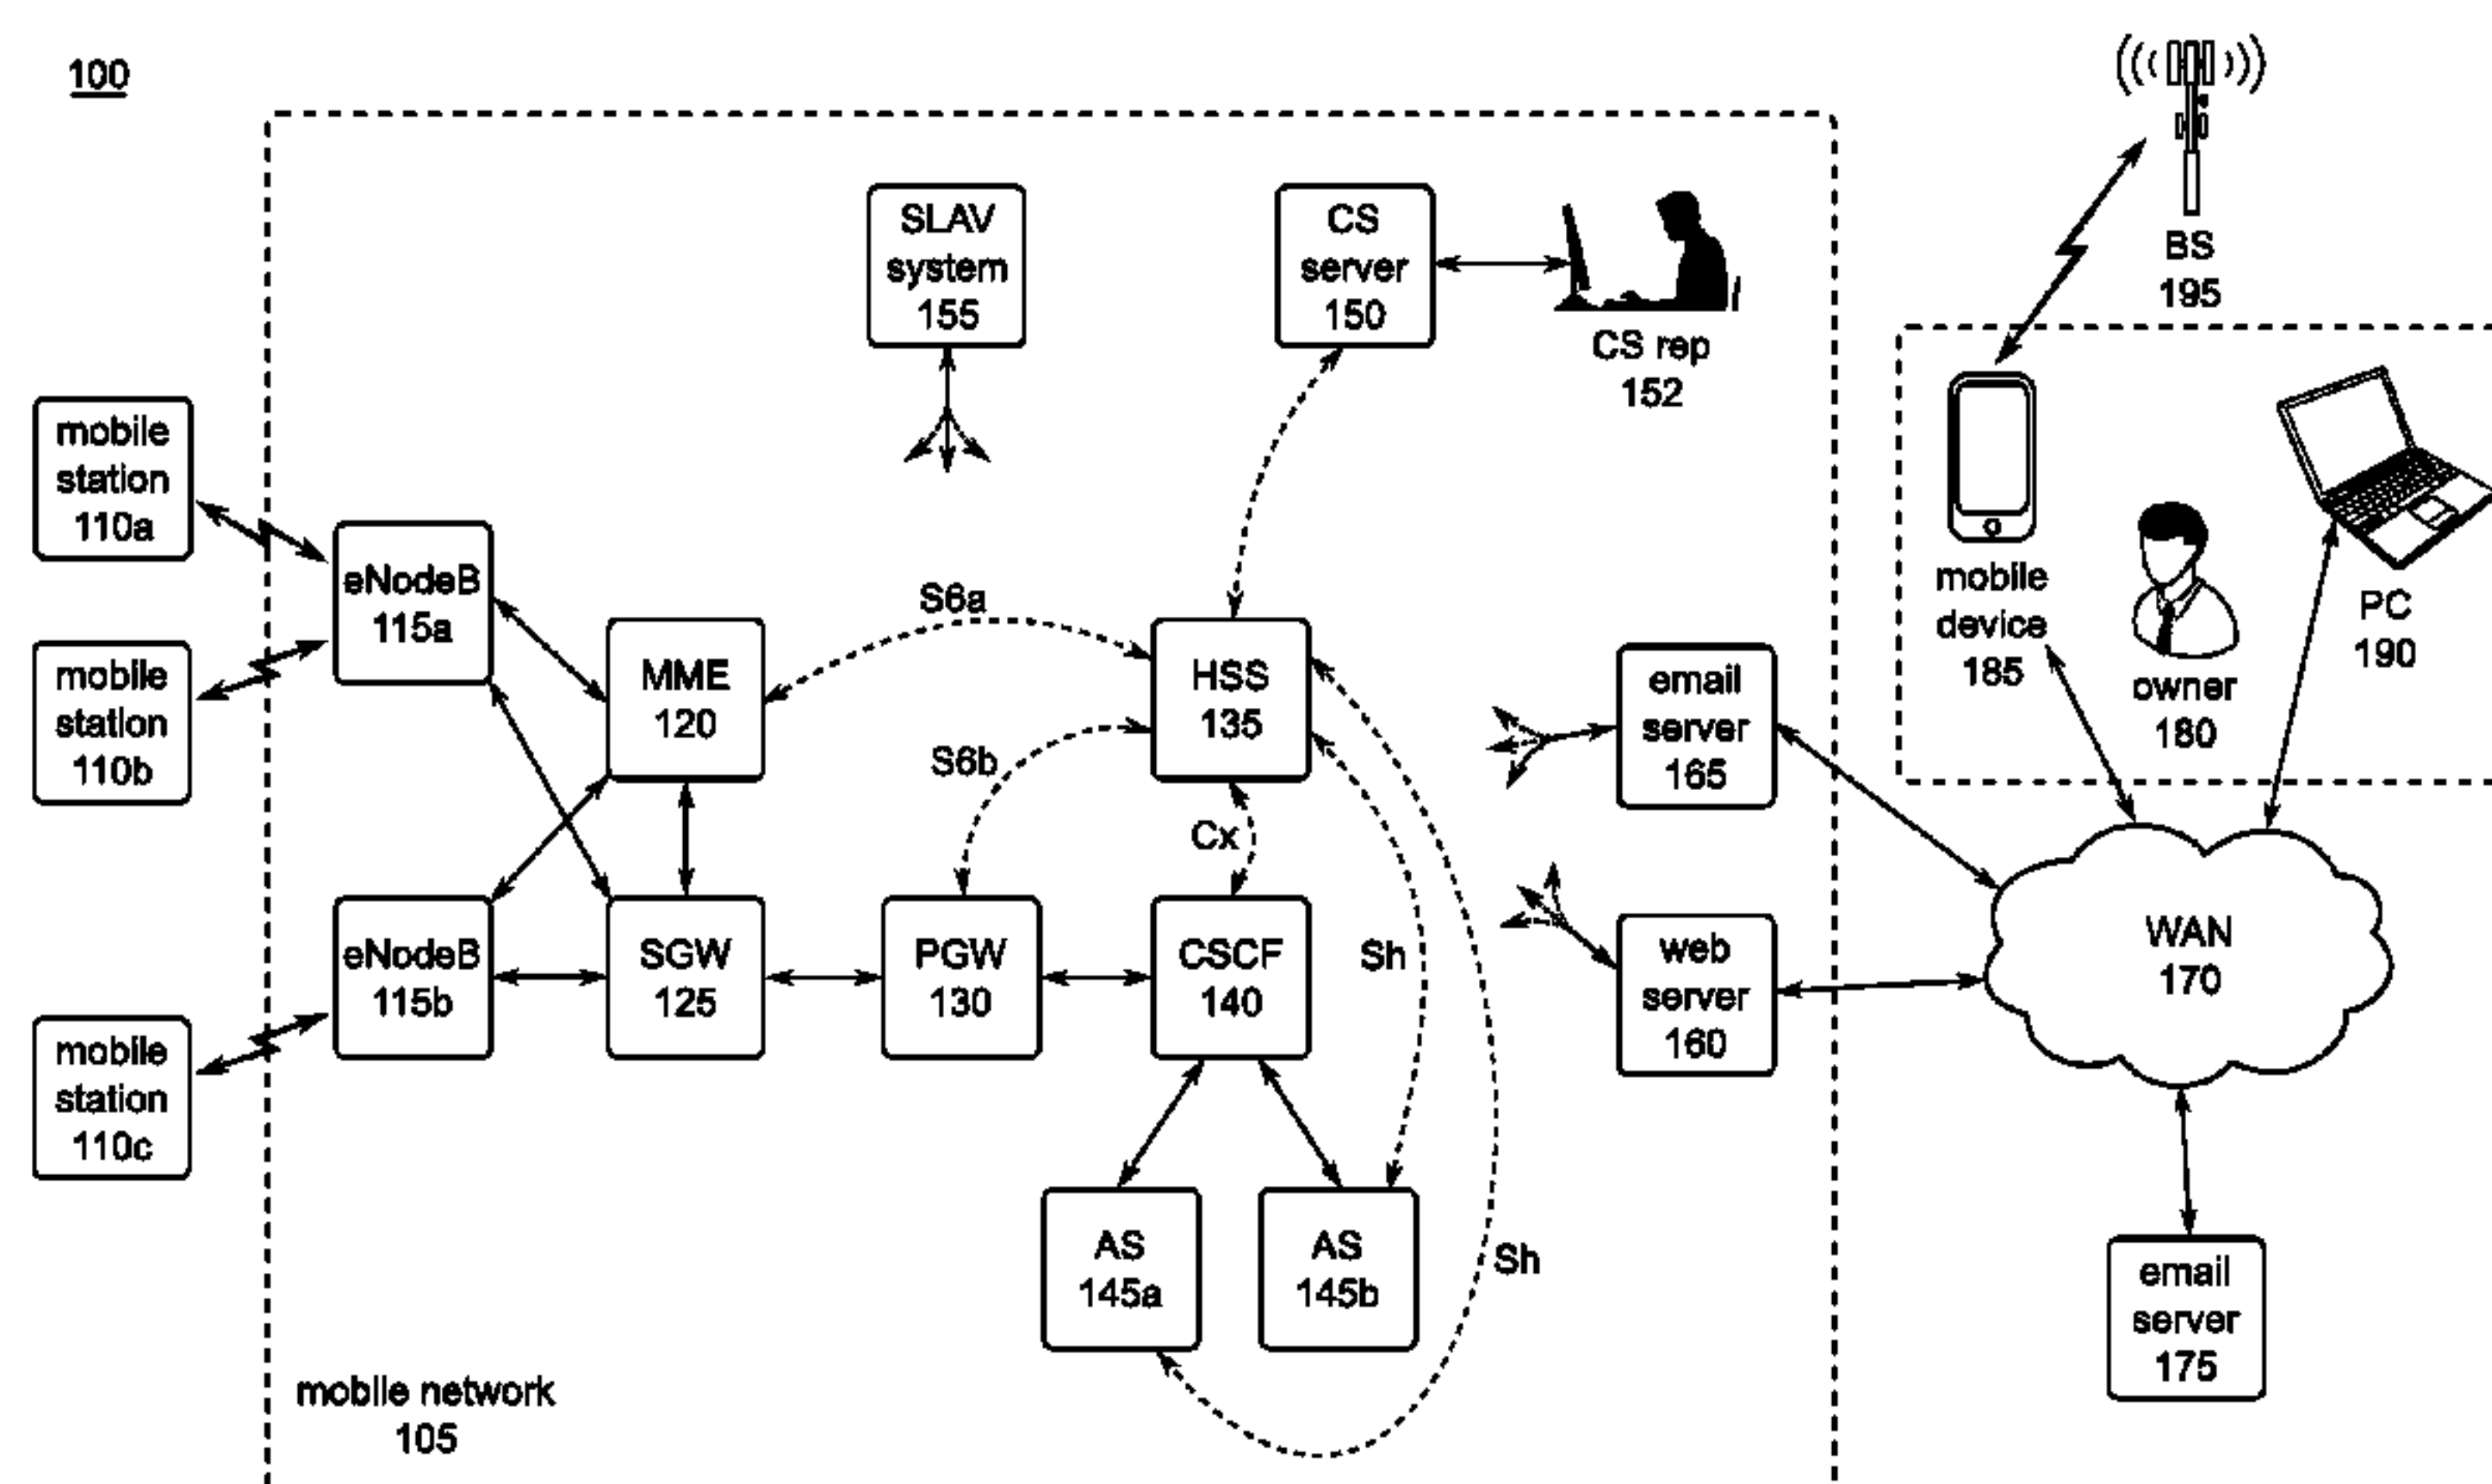 100
BS
195
SLAV
system
155
CS
server
150
CS rep
152
mobile
station
110a
eNodeB
115a
mobile
station
110b
S6a
MME
120
HSS
135
S6b
Cx
email
server
165
mobile
device
185
owner
180
PC
190
eNodeB
115b
SGW
125
PGW
130
CSCF
140
Sh
web
server
160
WAN
170
mobile
station
110c
AS
145a
AS
145b
Sh
email
server
175
mobile network
105